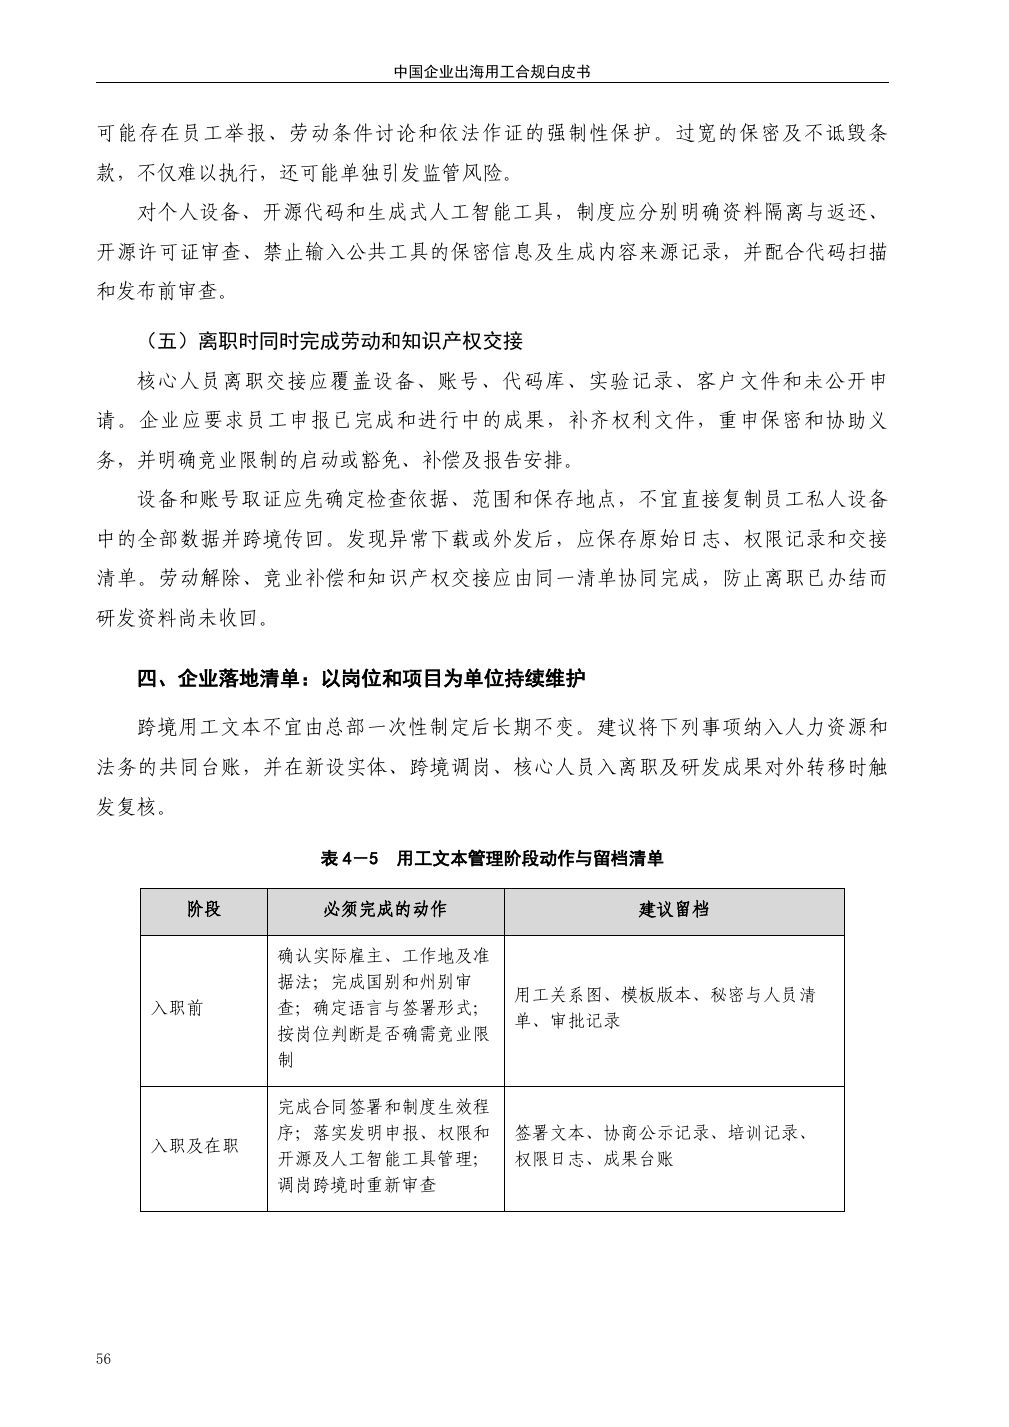 中国企业出海用工合规白皮书
可能存在员工举报、劳动条件讨论和依法作证的强制性保护。过宽的保密及不诋毁条
款，不仅难以执行，还可能单独引发监管风险。
对个人设备、开源代码和生成式人工智能工具，制度应分别明确资料隔离与返还、
开源许可证审查、禁止输入公共工具的保密信息及生成内容来源记录，并配合代码扫描
和发布前审查。
（五）离职时同时完成劳动和知识产权交接
核心人员离职交接应覆盖设备、账号、代码库、实验记录、客户文件和未公开申
请。企业应要求员工申报已完成和进行中的成果，补齐权利文件，重申保密和协助义
务，并明确竞业限制的启动或豁免、补偿及报告安排。
设备和账号取证应先确定检查依据、范围和保存地点，不宜直接复制员工私人设备
中的全部数据并跨境传回。发现异常下载或外发后，应保存原始日志、权限记录和交接
清单。劳动解除、竞业补偿和知识产权交接应由同一清单协同完成，防止离职已办结而
研发资料尚未收回。
四、企业落地清单：以岗位和项目为单位持续维护
跨境用工文本不宜由总部一次性制定后长期不变。建议将下列事项纳入人力资源和
法务的共同台账，并在新设实体、跨境调岗、核心人员入离职及研发成果对外转移时触
发复核。
表 4－5　用工文本管理阶段动作与留档清单
阶段
必须完成的动作
建议留档
入职前
确认实际雇主、工作地及准
据法；完成国别和州别审
查；确定语言与签署形式；
按岗位判断是否确需竞业限
制
用工关系图、模板版本、秘密与人员清
单、审批记录
入职及在职
完成合同签署和制度生效程
序；落实发明申报、权限和
开源及人工智能工具管理；
调岗跨境时重新审查
签署文本、协商公示记录、培训记录、
权限日志、成果台账
56